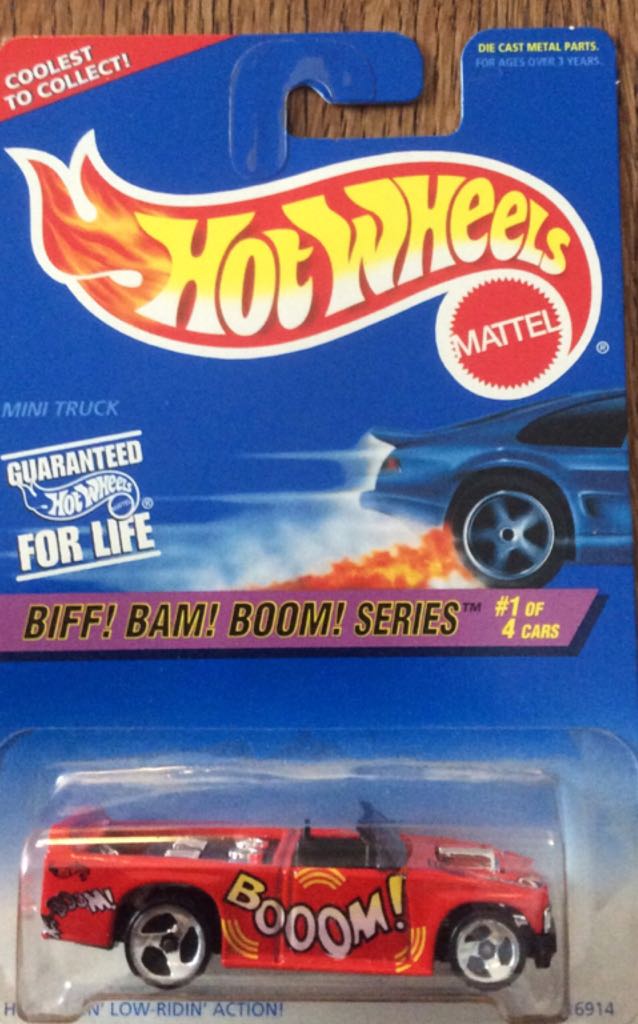 COOLEST
TO COLLECT!
DIE CAST METAL PARTS.
FOR AGES OVER 3 YEARS.
HOT WHEELS
MATTEL
®
MINI TRUCK
GUARANTEED
HOT WHEELS ®
FOR LIFE
BIFF! BAM! BOOM! SERIES™ #1 OF
4 CARS
BOOOM!
BOOM!
LOW-RIDIN' ACTION!
6914